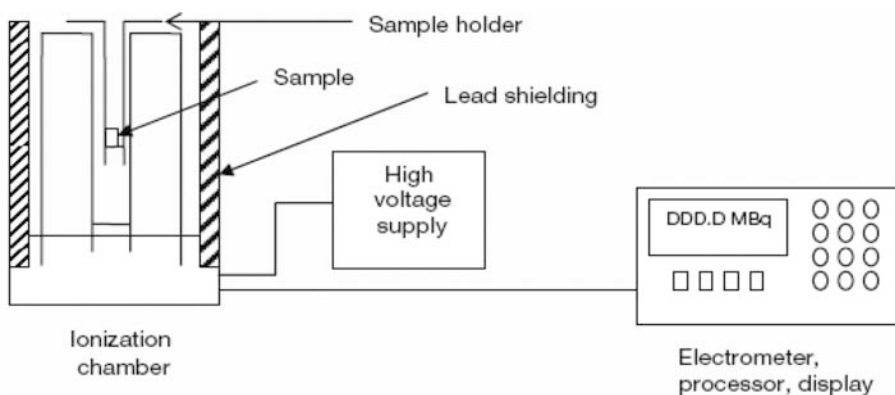 Sample holder
Sample
Lead shielding
High
voltage
supply
DDD.D MBq
Ionization
chamber
Electrometer,
processor, display